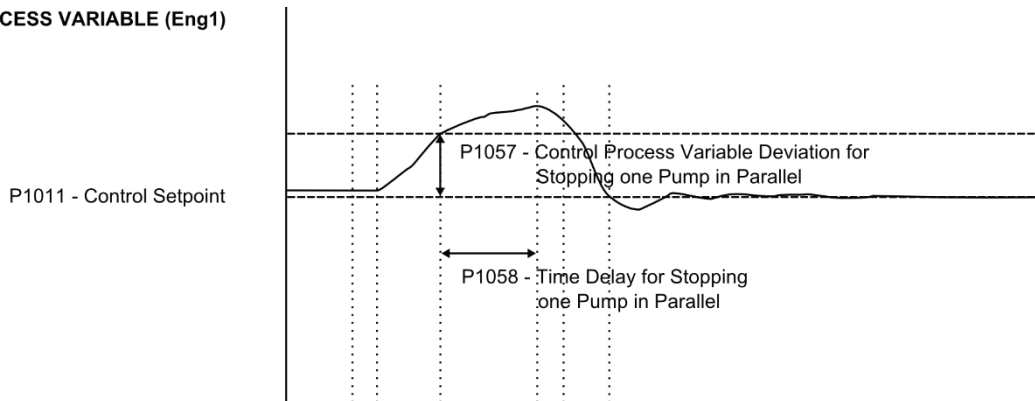 CESS VARIABLE (Eng1)
P1057 - Control Process Variable Deviation for
Stopping one Pump in Parallel
P1011 - Control Setpoint
P1058 - Time Delay for Stopping
one Pump in Parallel